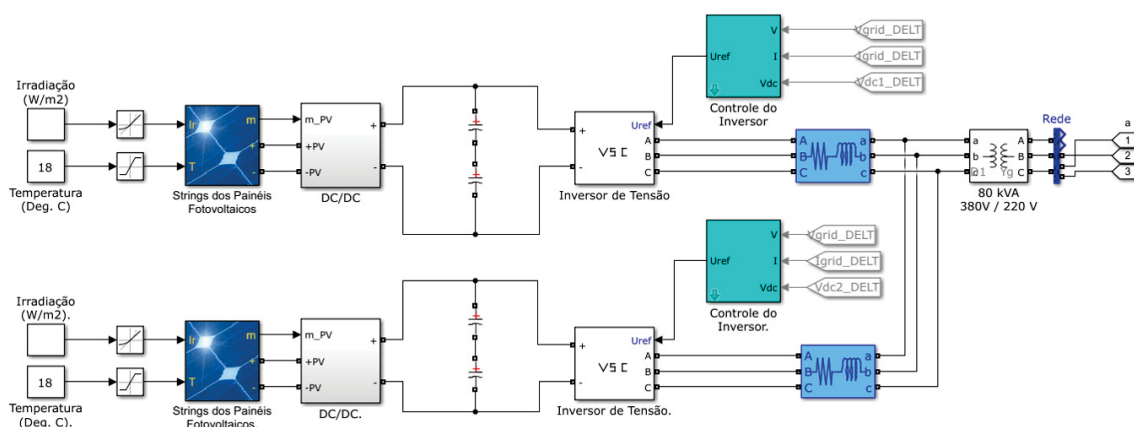 Irradiação
(W/m2)
18
Temperatura
(Deg. C)
Ir
T
m
+
-
Strings dos Painéis
Fotovoltaicos
m_PV
+PV
-PV
+
-
DC/DC
+
-
Uref
VSC
A
B
C
Inversor de Tensão
Uref
V
I
Vdc
Controle do
Inversor
Vgrid_DELT
Igrid_DELT
Vdc1_DELT
A
B
C
a
b
c
a
b
c
D1
Yg
A
B
C
80 kVA
380V / 220 V
Rede
a
1
2
3
Irradiação
(W/m2).
18
Temperatura
(Deg. C).
Ir
T
m
+
-
Strings dos Painéis
Fotovoltaicos.
m_PV
+PV
-PV
+
-
DC/DC.
+
-
Uref
VSC
A
B
C
Inversor de Tensão.
Uref
V
I
Vdc
Controle do
Inversor.
Vgrid_DELT
Igrid_DELT
Vdc2_DELT
A
B
C
a
b
c